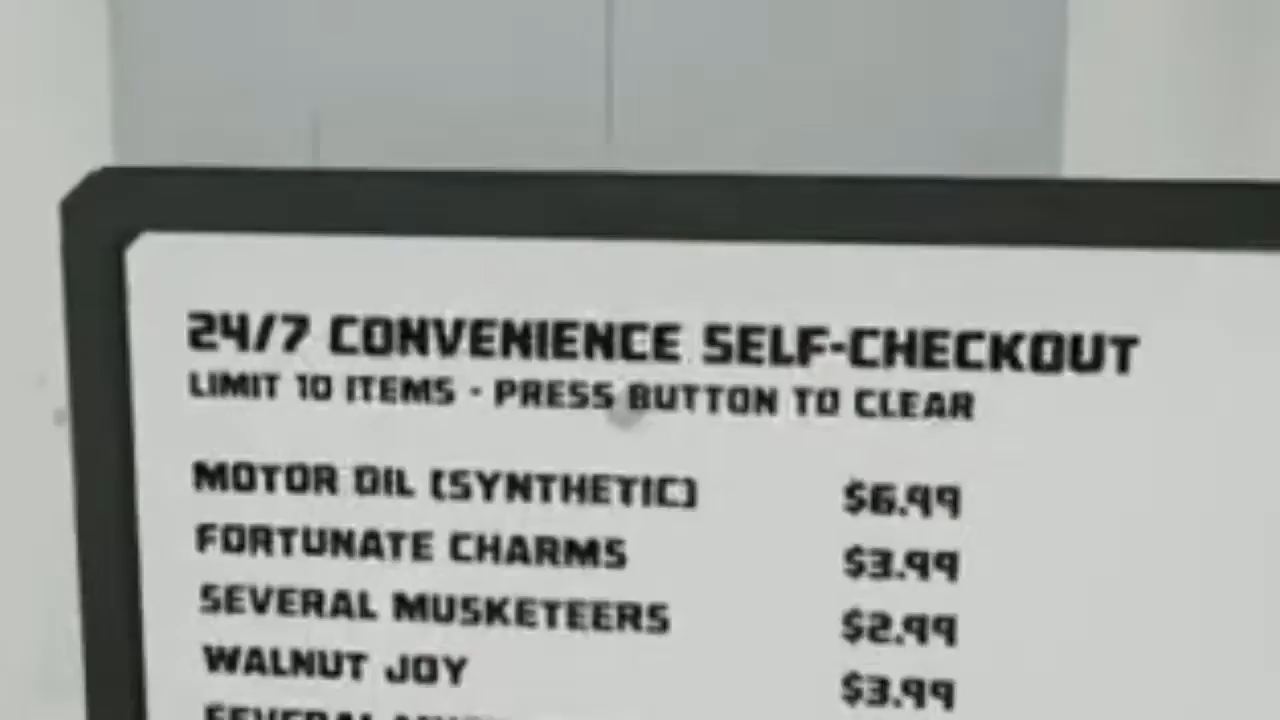 24/7 CONVENIENCE SELF-CHECKOUT
LIMIT 10 ITEMS - PRESS BUTTON TO CLEAR
MOTOR OIL (SYNTHETIC) $6.99
FORTUNATE CHARMS $3.99
SEVERAL MUSKETEERS $2.99
WALNUT JOY $3.99
SEVERAL